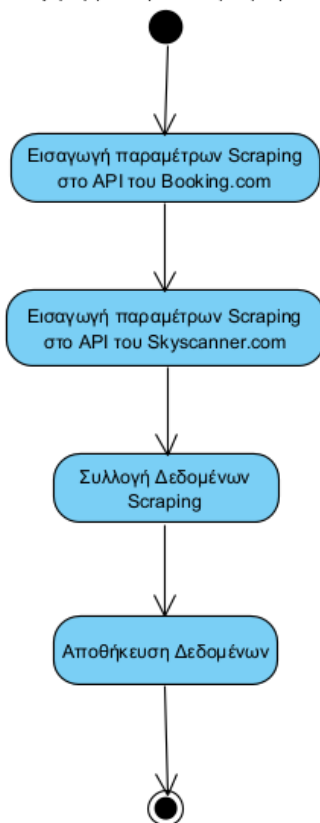 Εισαγωγή παραμέτρων Scraping
στο API του Booking.com
Εισαγωγή παραμέτρων Scraping
στο API του Skyscanner.com
Συλλογή Δεδομένων
Scraping
Αποθήκευση Δεδομένων